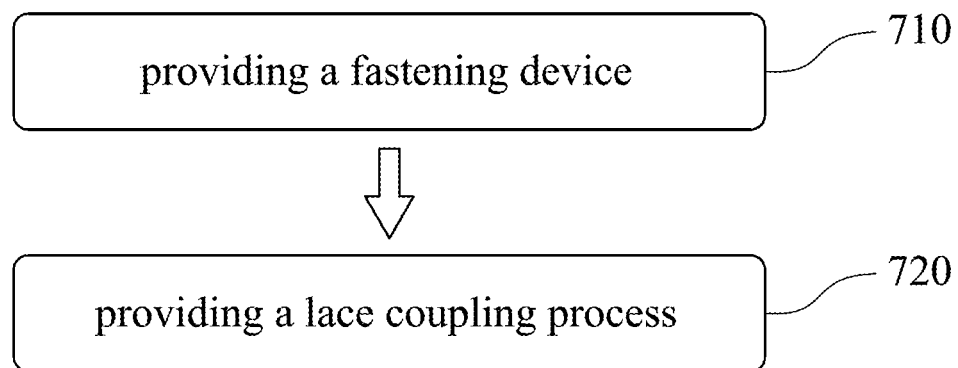 710
providing a fastening device
720
providing a lace coupling process